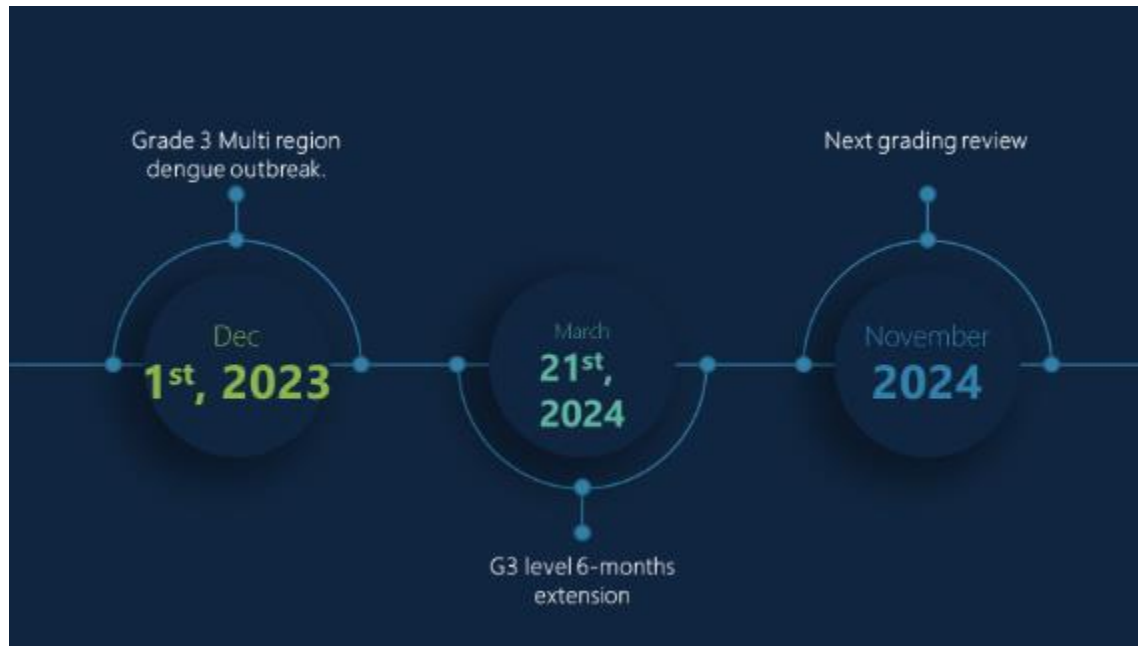 Grade 3 Multi region
dengue outbreak.
Dec
1st, 2023
March
21st,
2024
G3 level 6-months
extension
Next grading review
November
2024